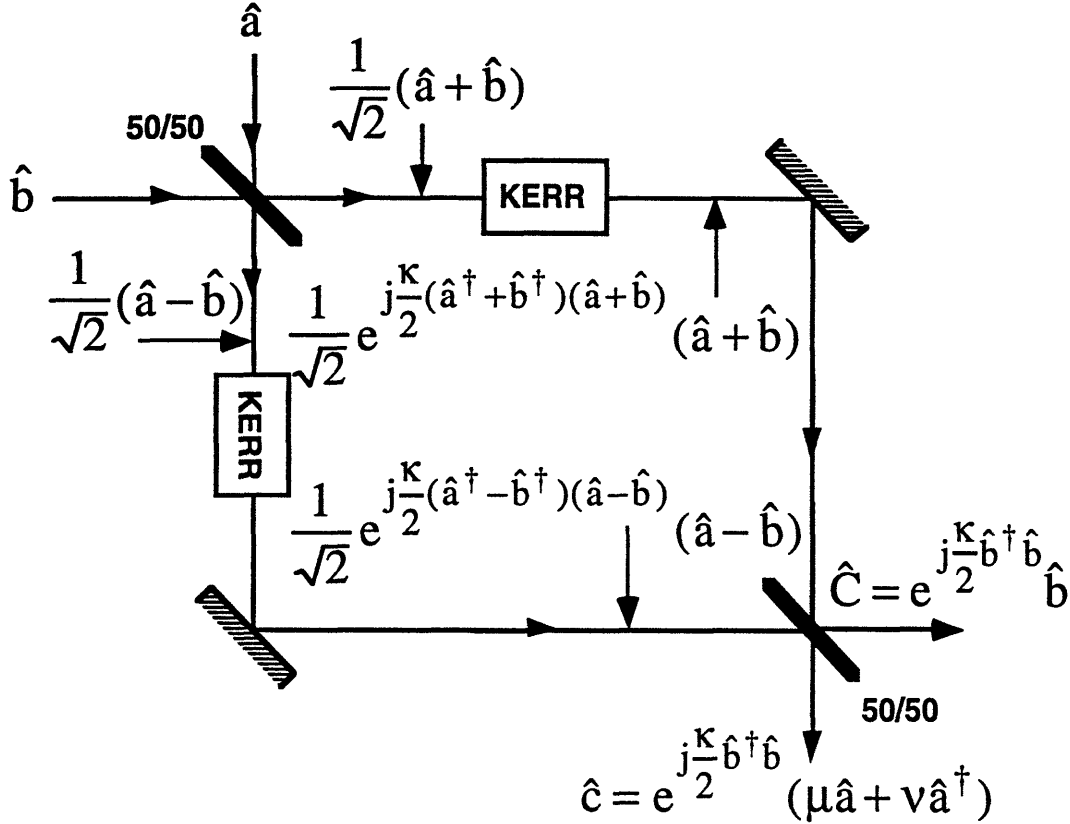 â
1/√2 (â + b̂)
50/50
b̂
KERR
1/√2 (â − b̂)
1/√2 e^{j κ/2 (â† + b̂†)(â + b̂)} (â + b̂)
KERR
1/√2 e^{j κ/2 (â† − b̂†)(â − b̂)} (â − b̂)
Ĉ = e^{j κ/2 b̂† b̂} b̂
50/50
ĉ = e^{j κ/2 b̂† b̂} (μâ + νâ†)